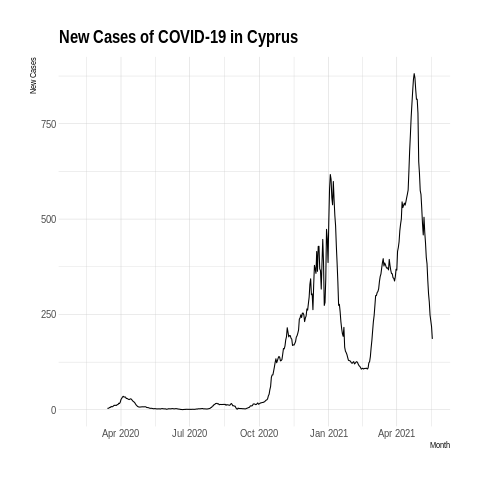 New Cases of COVID-19 in Cyprus
New Cases
750
500
250
0
Apr 2020
Jul 2020
Oct 2020
Jan 2021
Apr 2021
Month